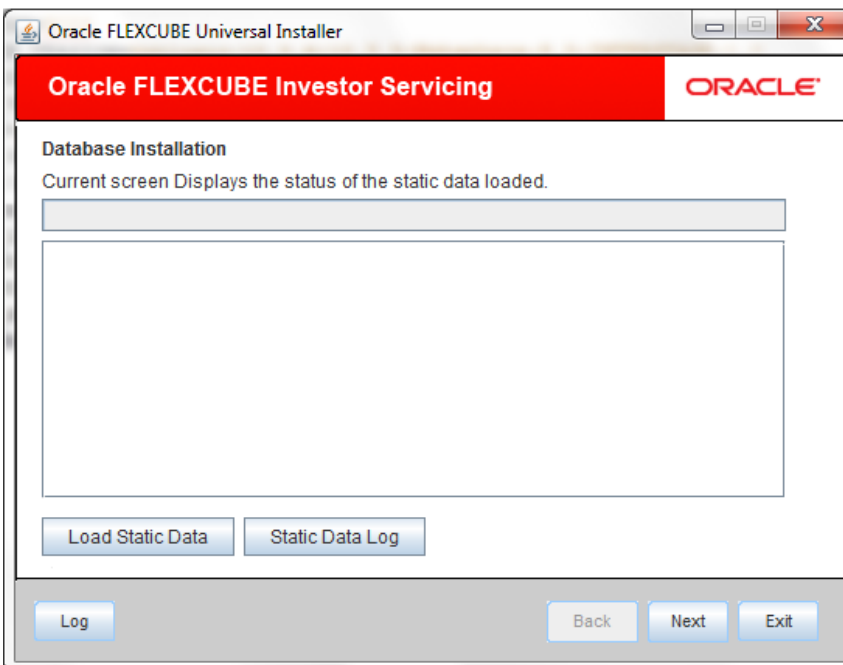 Oracle FLEXCUBE Universal Installer
Oracle FLEXCUBE Investor Servicing
ORACLE
Database Installation
Current screen Displays the status of the static data loaded.
Load Static Data
Static Data Log
Log
Back
Next
Exit